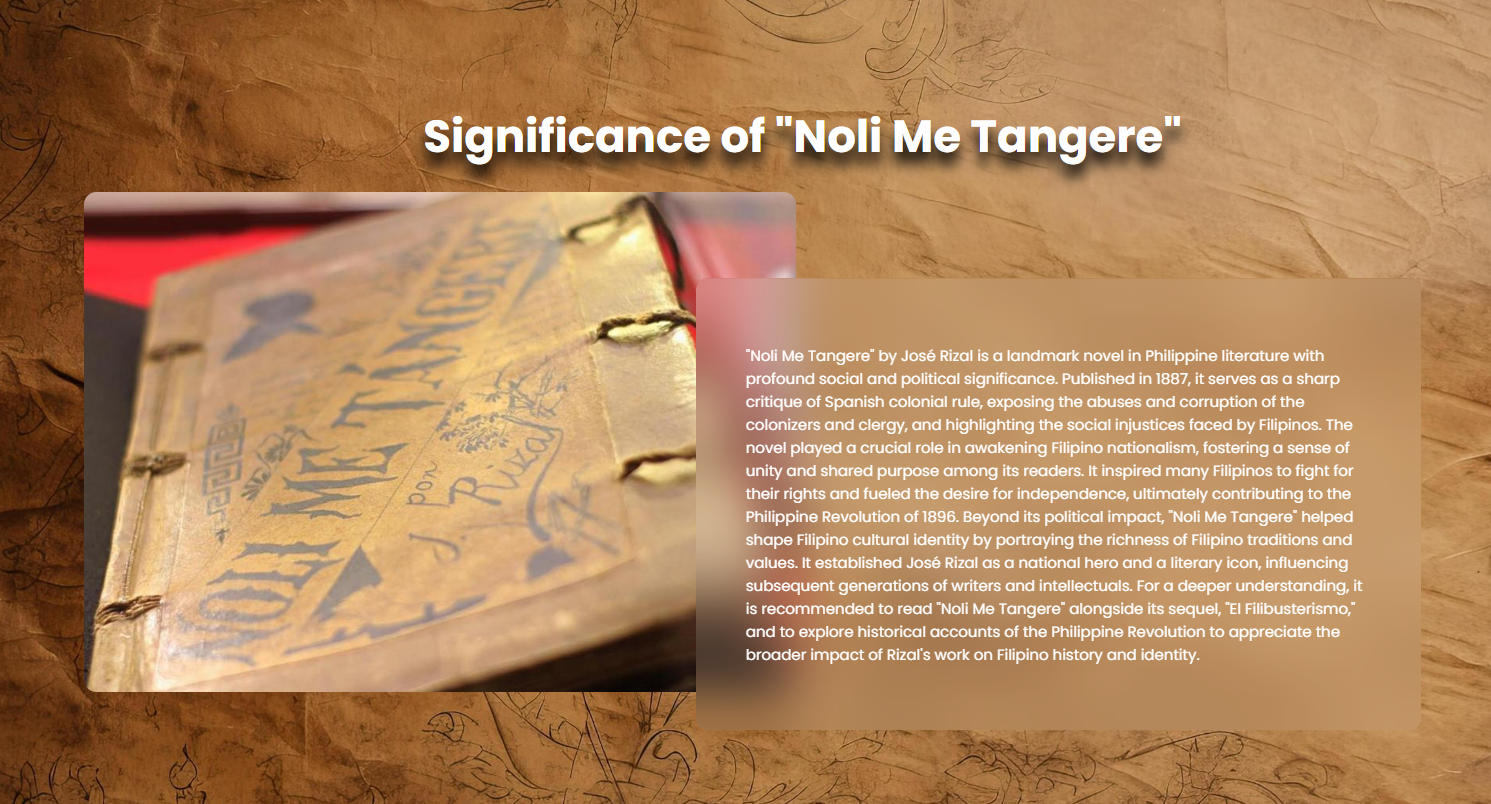 Significance of "Noli Me Tangere"
NOLI ME TÁNGERE
por
J. Rizal
"Noli Me Tangere" by José Rizal is a landmark novel in Philippine literature with
profound social and political significance. Published in 1887, it serves as a sharp
critique of Spanish colonial rule, exposing the abuses and corruption of the
colonizers and clergy, and highlighting the social injustices faced by Filipinos. The
novel played a crucial role in awakening Filipino nationalism, fostering a sense of
unity and shared purpose among its readers. It inspired many Filipinos to fight for
their rights and fueled the desire for independence, ultimately contributing to the
Philippine Revolution of 1896. Beyond its political impact, "Noli Me Tangere" helped
shape Filipino cultural identity by portraying the richness of Filipino traditions and
values. It established José Rizal as a national hero and a literary icon, influencing
subsequent generations of writers and intellectuals. For a deeper understanding, it
is recommended to read "Noli Me Tangere" alongside its sequel, "El Filibusterismo,"
and to explore historical accounts of the Philippine Revolution to appreciate the
broader impact of Rizal's work on Filipino history and identity.